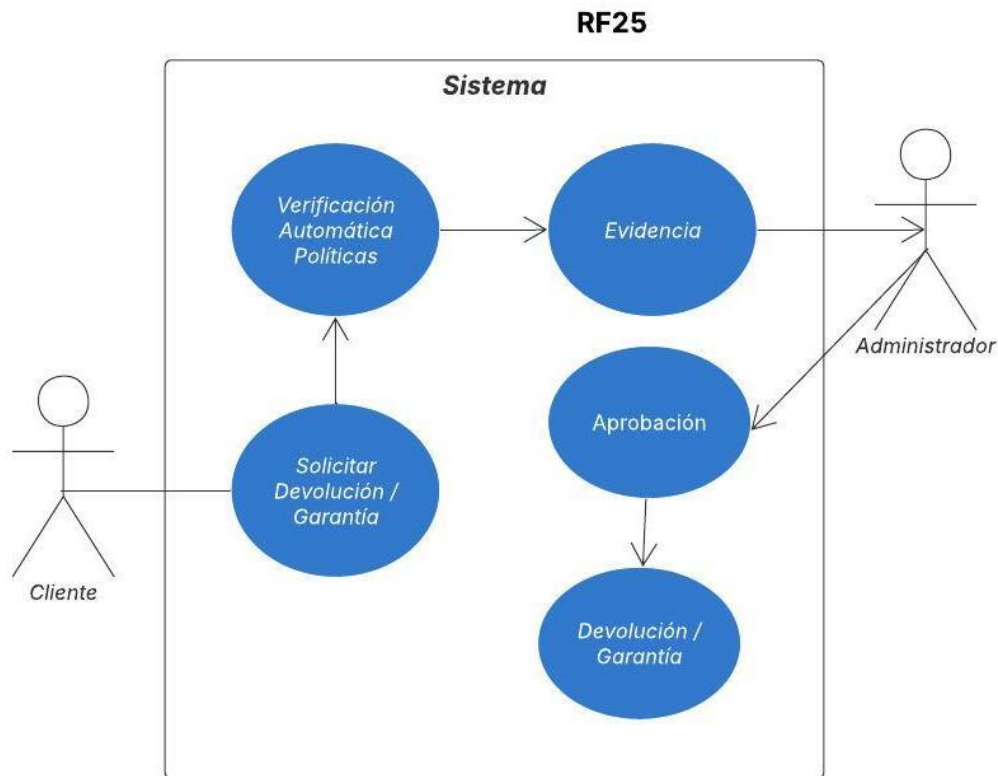 RF25
Sistema
Verificación
Automática
Políticas
Evidencia
Administrador
Aprobación
Solicitar
Devolución /
Garantía
Cliente
Devolución /
Garantía